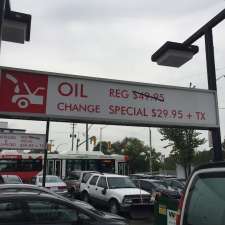 OIL REG $49.95
CHANGE SPECIAL $29.95 + TX